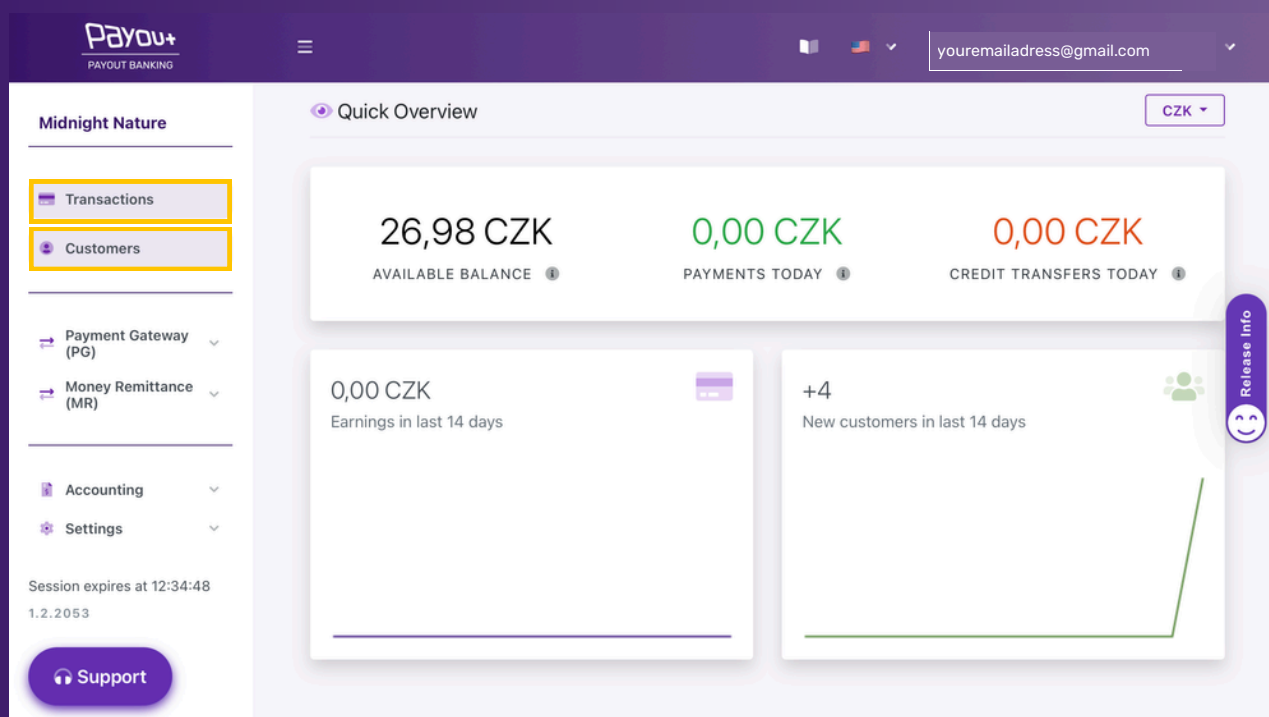 Payou+
PAYOUT BANKING
youremailadress@gmail.com
Midnight Nature
Quick Overview
CZK
Transactions
Customers
26,98 CZK
0,00 CZK
0,00 CZK
AVAILABLE BALANCE
PAYMENTS TODAY
CREDIT TRANSFERS TODAY
Payment Gateway
(PG)
Money Remittance
(MR)
Release Info
0,00 CZK
Earnings in last 14 days
+4
New customers in last 14 days
Accounting
Settings
Session expires at 12:34:48
1.2.2053
Support